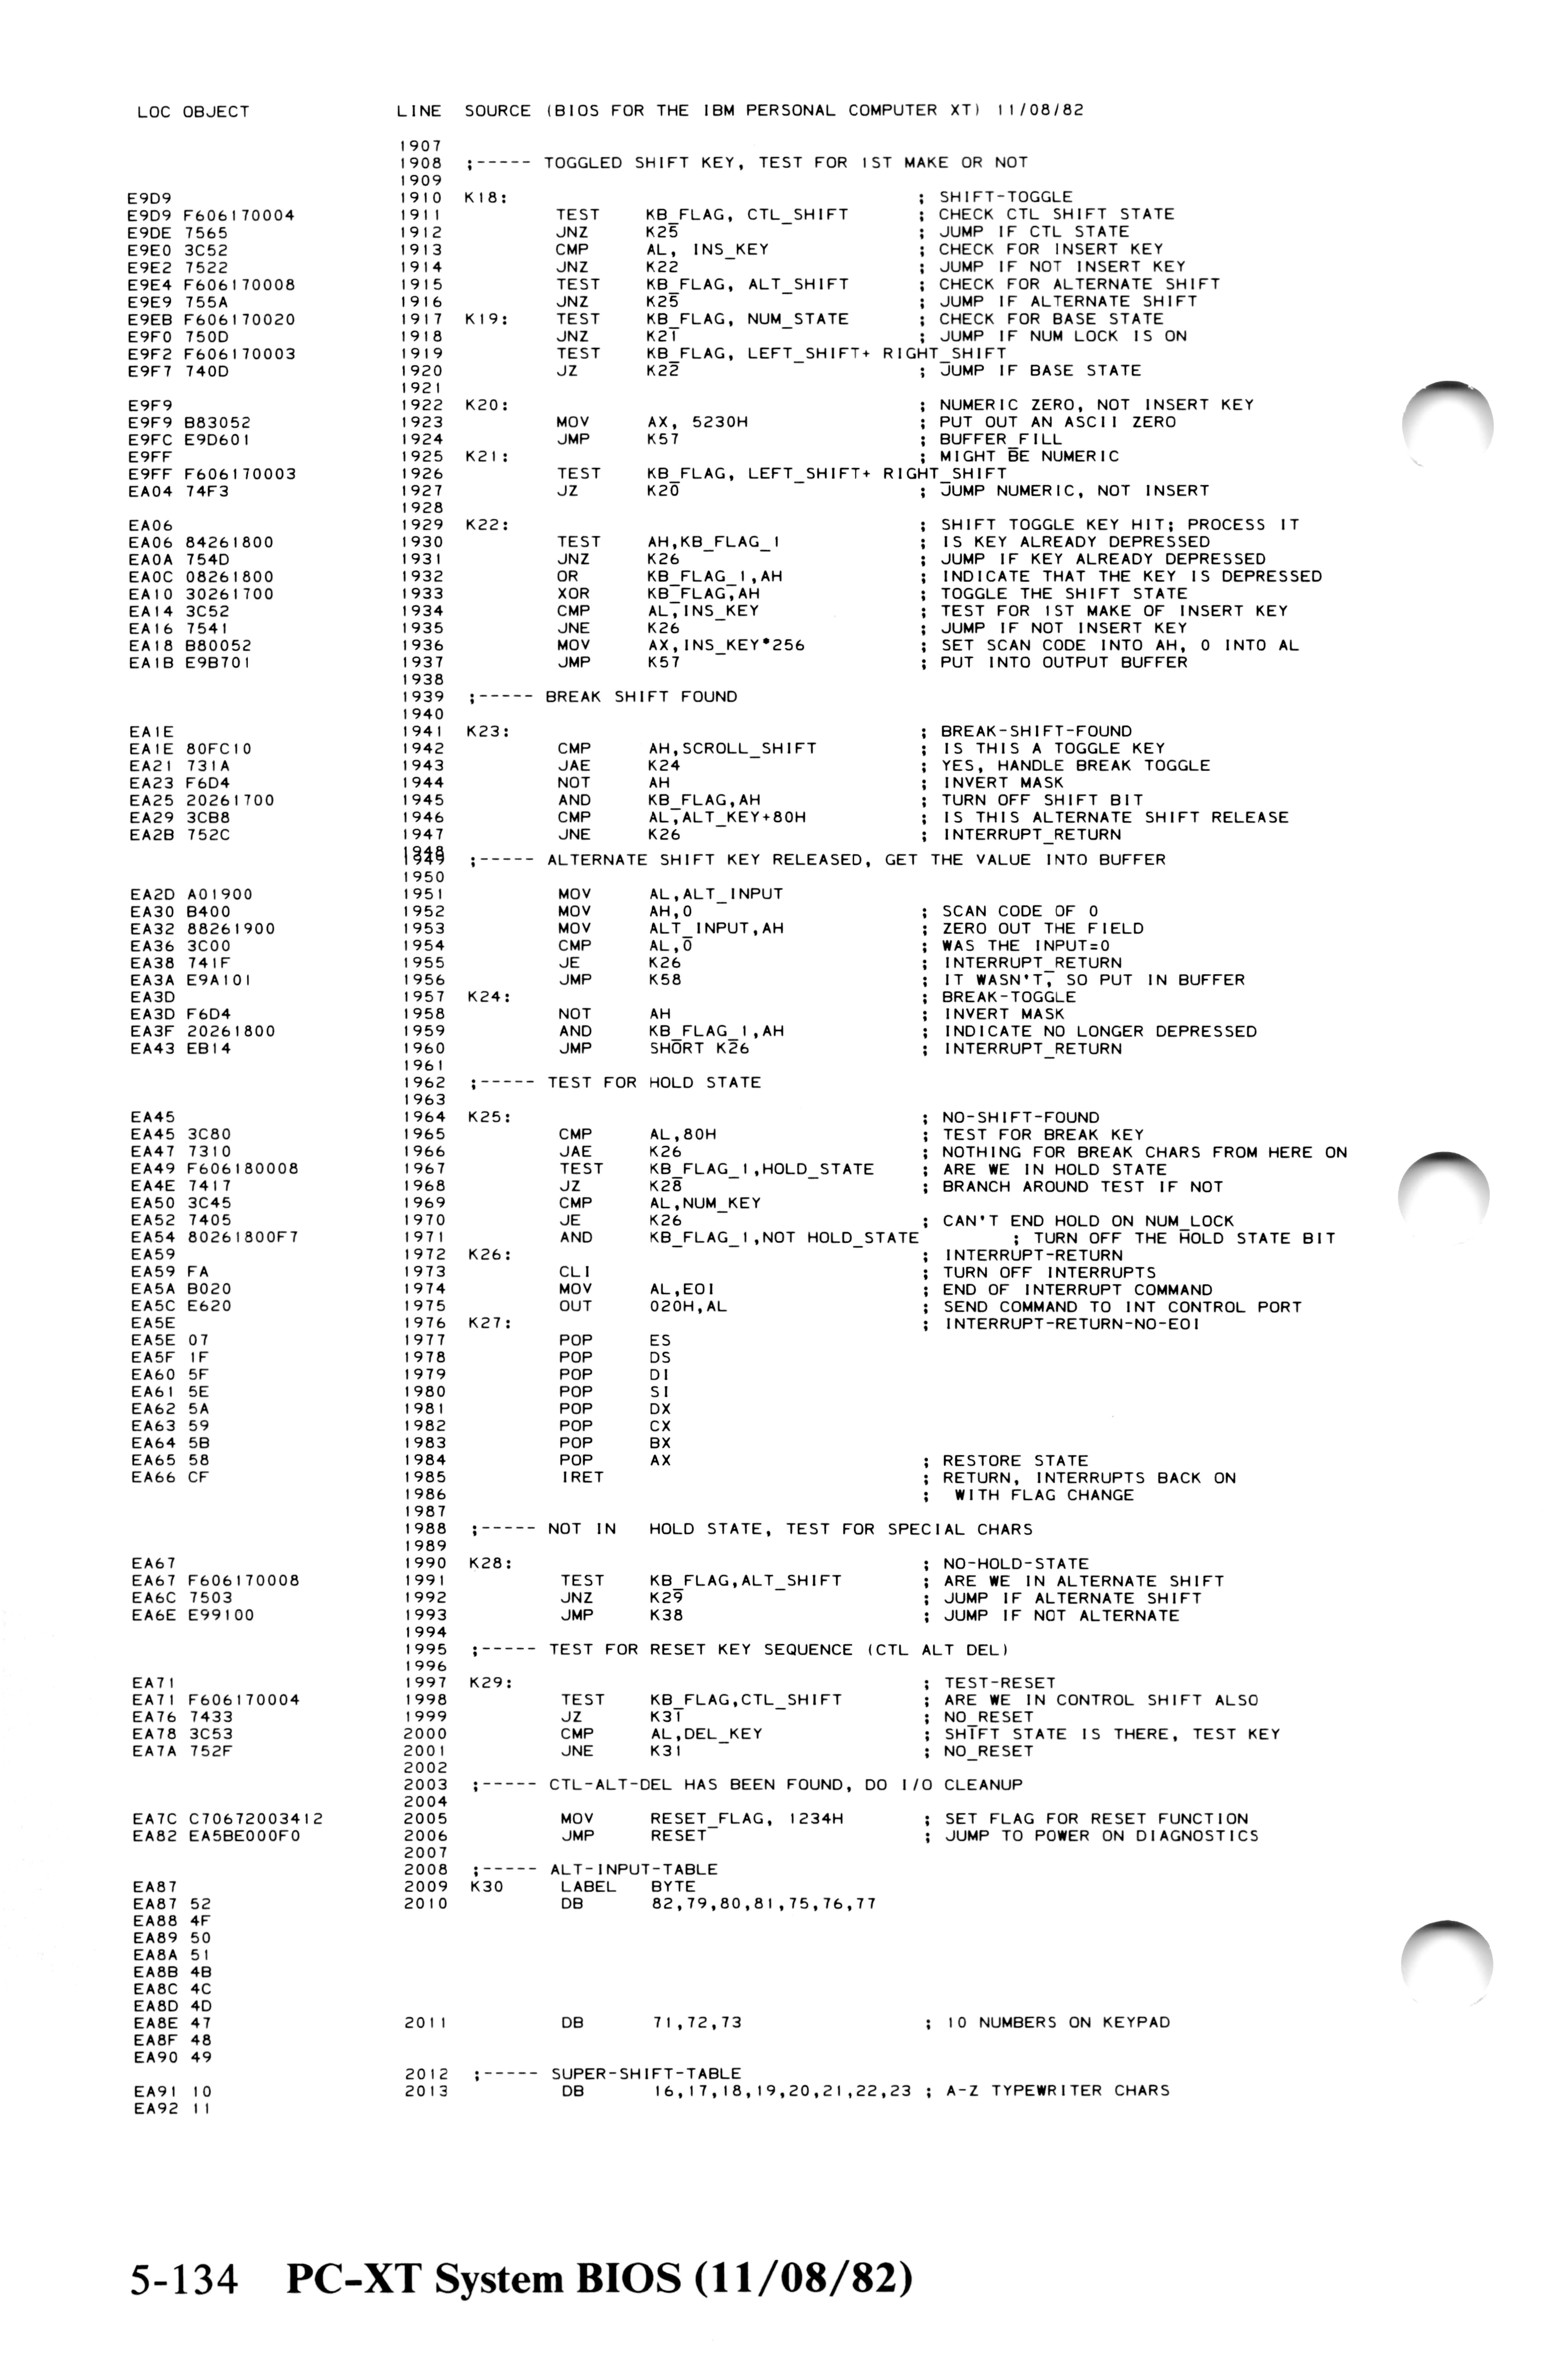 LOC OBJECT LINE SOURCE (BIOS FOR THE IBM PERSONAL COMPUTER XT) 11/08/82
1907
1908 ;----- TOGGLED SHIFT KEY, TEST FOR 1ST MAKE OR NOT
1909
E9D9 1910 K18: ; SHIFT-TOGGLE
E9D9 F606170004 1911 TEST KB_FLAG, CTL_SHIFT ; CHECK CTL SHIFT STATE
E9DE 7565 1912 JNZ K25 ; JUMP IF CTL STATE
E9E0 3C52 1913 CMP AL, INS_KEY ; CHECK FOR INSERT KEY
E9E2 7522 1914 JNZ K22 ; JUMP IF NOT INSERT KEY
E9E4 F606170008 1915 TEST KB_FLAG, ALT_SHIFT ; CHECK FOR ALTERNATE SHIFT
E9E9 755A 1916 JNZ K25 ; JUMP IF ALTERNATE SHIFT
E9EB F606170020 1917 K19: TEST KB_FLAG, NUM_STATE ; CHECK FOR BASE STATE
E9F0 750D 1918 JNZ K21 ; JUMP IF NUM LOCK IS ON
E9F2 F606170003 1919 TEST KB_FLAG, LEFT_SHIFT+ RIGHT_SHIFT
E9F7 740D 1920 JZ K22 ; JUMP IF BASE STATE
1921
E9F9 1922 K20: ; NUMERIC ZERO, NOT INSERT KEY
E9F9 B83052 1923 MOV AX, 5230H ; PUT OUT AN ASCII ZERO
E9FC E9D601 1924 JMP K57 ; BUFFER_FILL
E9FF 1925 K21: ; MIGHT BE NUMERIC
E9FF F606170003 1926 TEST KB_FLAG, LEFT_SHIFT+ RIGHT_SHIFT
EA04 74F3 1927 JZ K20 ; JUMP NUMERIC, NOT INSERT
1928
EA06 1929 K22: ; SHIFT TOGGLE KEY HIT; PROCESS IT
EA06 84261800 1930 TEST AH,KB_FLAG_1 ; IS KEY ALREADY DEPRESSED
EA0A 754D 1931 JNZ K26 ; JUMP IF KEY ALREADY DEPRESSED
EA0C 08261800 1932 OR KB_FLAG_1,AH ; INDICATE THAT THE KEY IS DEPRESSED
EA10 30261700 1933 XOR KB_FLAG,AH ; TOGGLE THE SHIFT STATE
EA14 3C52 1934 CMP AL,INS_KEY ; TEST FOR 1ST MAKE OF INSERT KEY
EA16 7541 1935 JNE K26 ; JUMP IF NOT INSERT KEY
EA18 B80052 1936 MOV AX,INS_KEY*256 ; SET SCAN CODE INTO AH, 0 INTO AL
EA1B E9B701 1937 JMP K57 ; PUT INTO OUTPUT BUFFER
1938
1939 ;----- BREAK SHIFT FOUND
1940
EA1E 1941 K23: ; BREAK-SHIFT-FOUND
EA1E 80FC10 1942 CMP AH,SCROLL_SHIFT ; IS THIS A TOGGLE KEY
EA21 731A 1943 JAE K24 ; YES, HANDLE BREAK TOGGLE
EA23 F6D4 1944 NOT AH ; INVERT MASK
EA25 20261700 1945 AND KB_FLAG,AH ; TURN OFF SHIFT BIT
EA29 3CB8 1946 CMP AL,ALT_KEY+80H ; IS THIS ALTERNATE SHIFT RELEASE
EA2B 752C 1947 JNE K26 ; INTERRUPT_RETURN
1948
1949 ;----- ALTERNATE SHIFT KEY RELEASED, GET THE VALUE INTO BUFFER
1950
EA2D A01900 1951 MOV AL,ALT_INPUT
EA30 B400 1952 MOV AH,0 ; SCAN CODE OF 0
EA32 88261900 1953 MOV ALT_INPUT,AH ; ZERO OUT THE FIELD
EA36 3C00 1954 CMP AL,0 ; WAS THE INPUT=0
EA38 741F 1955 JE K26 ; INTERRUPT_RETURN
EA3A E9A101 1956 JMP K58 ; IT WASN'T, SO PUT IN BUFFER
EA3D 1957 K24: ; BREAK-TOGGLE
EA3D F6D4 1958 NOT AH ; INVERT MASK
EA3F 20261800 1959 AND KB_FLAG_1,AH ; INDICATE NO LONGER DEPRESSED
EA43 EB14 1960 JMP SHORT K26 ; INTERRUPT_RETURN
1961
1962 ;----- TEST FOR HOLD STATE
1963
EA45 1964 K25: ; NO-SHIFT-FOUND
EA45 3C80 1965 CMP AL,80H ; TEST FOR BREAK KEY
EA47 7310 1966 JAE K26 ; NOTHING FOR BREAK CHARS FROM HERE ON
EA49 F606180008 1967 TEST KB_FLAG_1,HOLD_STATE ; ARE WE IN HOLD STATE
EA4E 7417 1968 JZ K28 ; BRANCH AROUND TEST IF NOT
EA50 3C45 1969 CMP AL,NUM_KEY
EA52 7405 1970 JE K26 ; CAN'T END HOLD ON NUM_LOCK
EA54 80261800F7 1971 AND KB_FLAG_1,NOT HOLD_STATE ; TURN OFF THE HOLD STATE BIT
EA59 1972 K26: ; INTERRUPT-RETURN
EA59 FA 1973 CLI ; TURN OFF INTERRUPTS
EA5A B020 1974 MOV AL,EOI ; END OF INTERRUPT COMMAND
EA5C E620 1975 OUT 020H,AL ; SEND COMMAND TO INT CONTROL PORT
EA5E 1976 K27: ; INTERRUPT-RETURN-NO-EOI
EA5E 07 1977 POP ES
EA5F 1F 1978 POP DS
EA60 5F 1979 POP DI
EA61 5E 1980 POP SI
EA62 5A 1981 POP DX
EA63 59 1982 POP CX
EA64 5B 1983 POP BX
EA65 58 1984 POP AX ; RESTORE STATE
EA66 CF 1985 IRET ; RETURN, INTERRUPTS BACK ON
1986 ; WITH FLAG CHANGE
1987
1988 ;----- NOT IN HOLD STATE, TEST FOR SPECIAL CHARS
1989
EA67 1990 K28: ; NO-HOLD-STATE
EA67 F606170008 1991 TEST KB_FLAG,ALT_SHIFT ; ARE WE IN ALTERNATE SHIFT
EA6C 7503 1992 JNZ K29 ; JUMP IF ALTERNATE SHIFT
EA6E E99100 1993 JMP K38 ; JUMP IF NOT ALTERNATE
1994
1995 ;----- TEST FOR RESET KEY SEQUENCE (CTL ALT DEL)
1996
EA71 1997 K29: ; TEST-RESET
EA71 F606170004 1998 TEST KB_FLAG,CTL_SHIFT ; ARE WE IN CONTROL SHIFT ALSO
EA76 7433 1999 JZ K31 ; NO_RESET
EA78 3C53 2000 CMP AL,DEL_KEY ; SHIFT STATE IS THERE, TEST KEY
EA7A 752F 2001 JNE K31 ; NO_RESET
2002
2003 ;----- CTL-ALT-DEL HAS BEEN FOUND, DO I/O CLEANUP
2004
EA7C C70672003412 2005 MOV RESET_FLAG, 1234H ; SET FLAG FOR RESET FUNCTION
EA82 EA5BE000F0 2006 JMP RESET ; JUMP TO POWER ON DIAGNOSTICS
2007
2008 ;----- ALT-INPUT-TABLE
EA87 2009 K30 LABEL BYTE
EA87 52 2010 DB 82,79,80,81,75,76,77
EA88 4F
EA89 50
EA8A 51
EA8B 4B
EA8C 4C
EA8D 4D
EA8E 47 2011 DB 71,72,73 ; 10 NUMBERS ON KEYPAD
EA8F 48
EA90 49
2012 ;----- SUPER-SHIFT-TABLE
EA91 10 2013 DB 16,17,18,19,20,21,22,23 ; A-Z TYPEWRITER CHARS
EA92 11
5-134 PC-XT System BIOS (11/08/82)